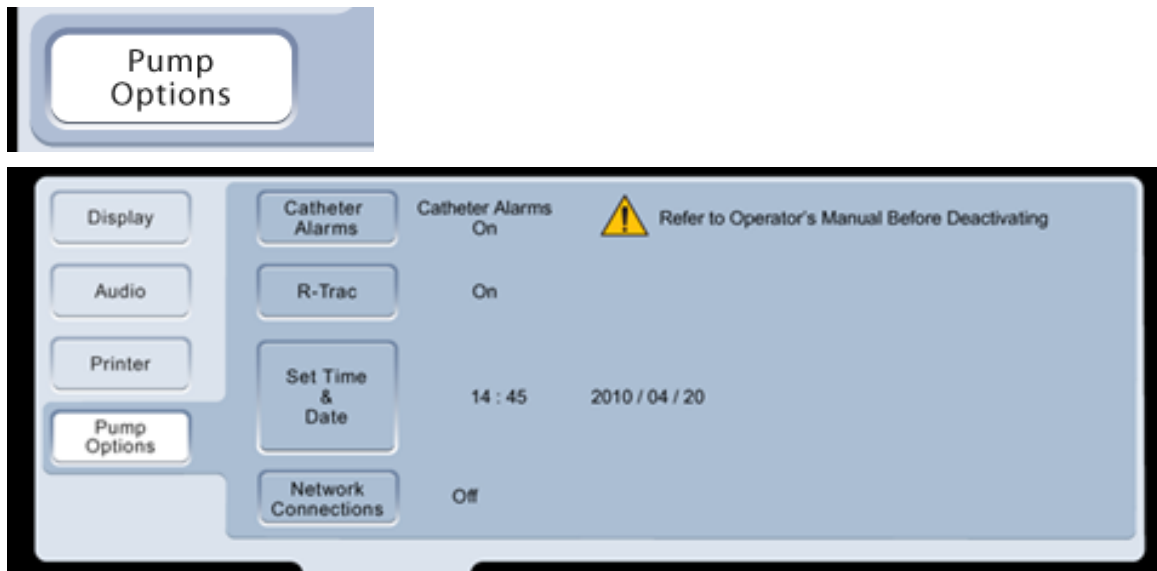 Pump
Options
Display
Audio
Printer
Pump
Options
Catheter
Alarms
Catheter Alarms
On
Refer to Operator's Manual Before Deactivating
R-Trac
On
Set Time
&
Date
14 : 45
2010 / 04 / 20
Network
Connections
Off